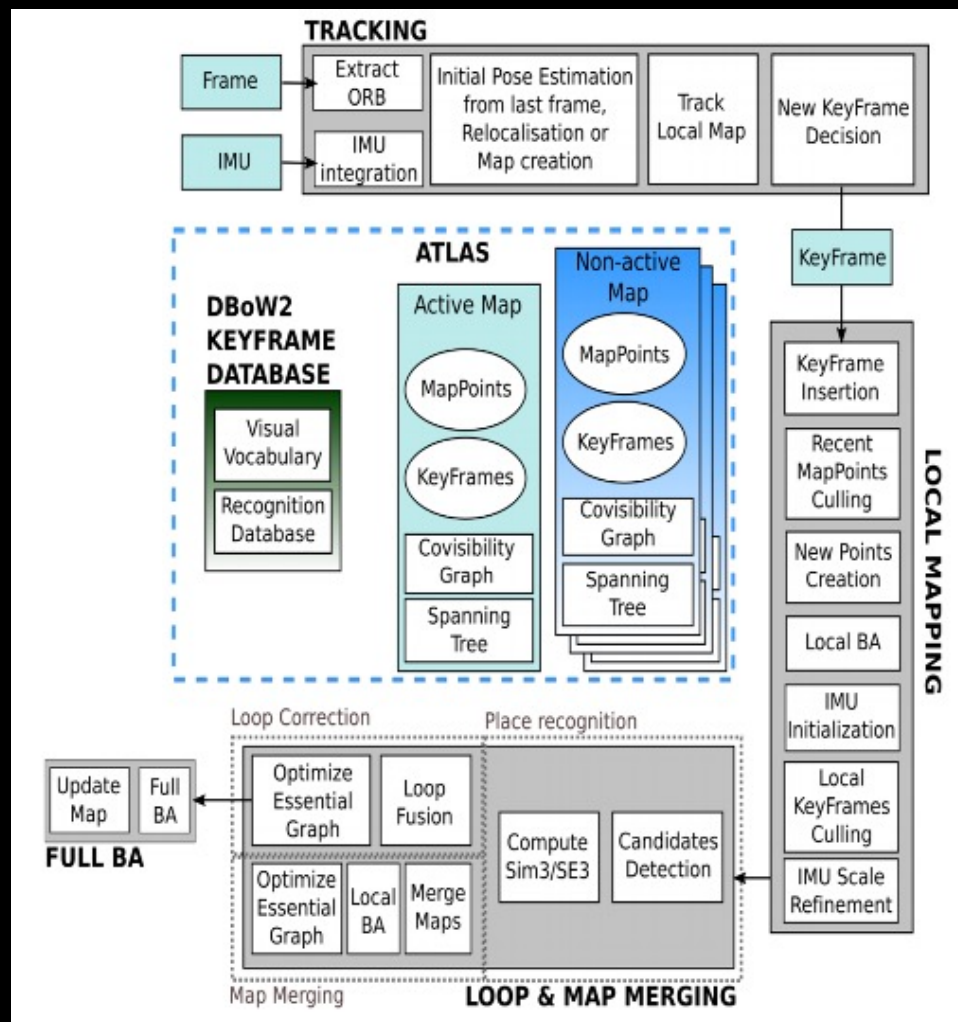 TRACKING
Frame
Extract
ORB
IMU
IMU
integration
Initial Pose Estimation
from last frame,
Relocalisation or
Map creation
Track
Local Map
New KeyFrame
Decision
KeyFrame
ATLAS
DBoW2
KEYFRAME
DATABASE
Visual
Vocabulary
Recognition
Database
Active Map
MapPoints
KeyFrames
Covisibility
Graph
Spanning
Tree
Non-active
Map
MapPoints
KeyFrames
Covisibility
Graph
Spanning
Tree
LOCAL MAPPING
KeyFrame
Insertion
Recent
MapPoints
Culling
New Points
Creation
Local BA
IMU
Initialization
Local
KeyFrames
Culling
IMU Scale
Refinement
Loop Correction
Place recognition
Optimize
Essential
Graph
Loop
Fusion
Compute
Sim3/SE3
Candidates
Detection
Update
Map
Full
BA
FULL BA
Optimize
Essential
Graph
Local
BA
Merge
Maps
Map Merging
LOOP & MAP MERGING